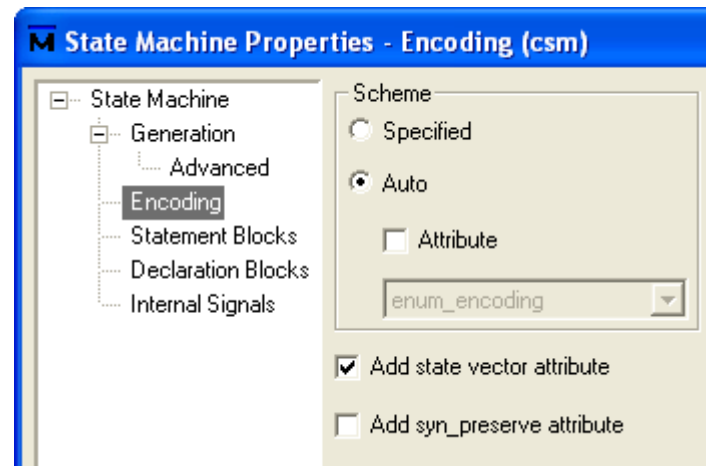 M State Machine Properties - Encoding (csm)
State Machine
Generation
Advanced
Encoding
Statement Blocks
Declaration Blocks
Internal Signals
Scheme
Specified
Auto
Attribute
enum_encoding
Add state vector attribute
Add syn_preserve attribute